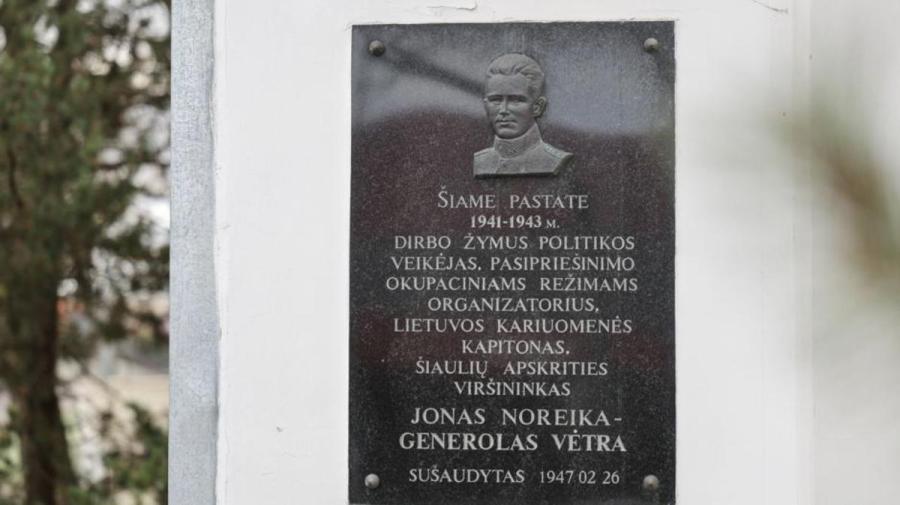 ŠIAME PASTATE
1941-1943 M.
DIRBO ŽYMUS POLITIKOS
VEIKĖJAS, PASIPRIEŠINIMO
OKUPACINIAMS REŽIMAMS
ORGANIZATORIUS,
LIETUVOS KARIUOMENĖS
KAPITONAS,
ŠIAULIŲ APSKRITIES
VIRŠININKAS
JONAS NOREIKA-
GENEROLAS VĖTRA
SUŠAUDYTAS 1947 02 26